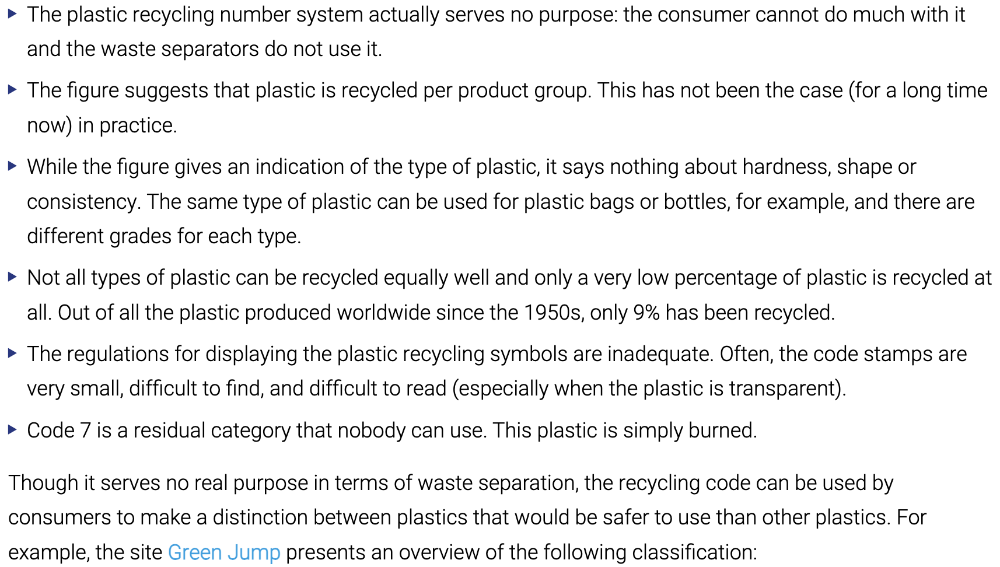 The plastic recycling number system actually serves no purpose: the consumer cannot do much with it
and the waste separators do not use it.
The figure suggests that plastic is recycled per product group. This has not been the case (for a long time
now) in practice.
While the figure gives an indication of the type of plastic, it says nothing about hardness, shape or
consistency. The same type of plastic can be used for plastic bags or bottles, for example, and there are
different grades for each type.
Not all types of plastic can be recycled equally well and only a very low percentage of plastic is recycled at
all. Out of all the plastic produced worldwide since the 1950s, only 9% has been recycled.
The regulations for displaying the plastic recycling symbols are inadequate. Often, the code stamps are
very small, difficult to find, and difficult to read (especially when the plastic is transparent).
Code 7 is a residual category that nobody can use. This plastic is simply burned.
Though it serves no real purpose in terms of waste separation, the recycling code can be used by
consumers to make a distinction between plastics that would be safer to use than other plastics. For
example, the site Green Jump presents an overview of the following classification: